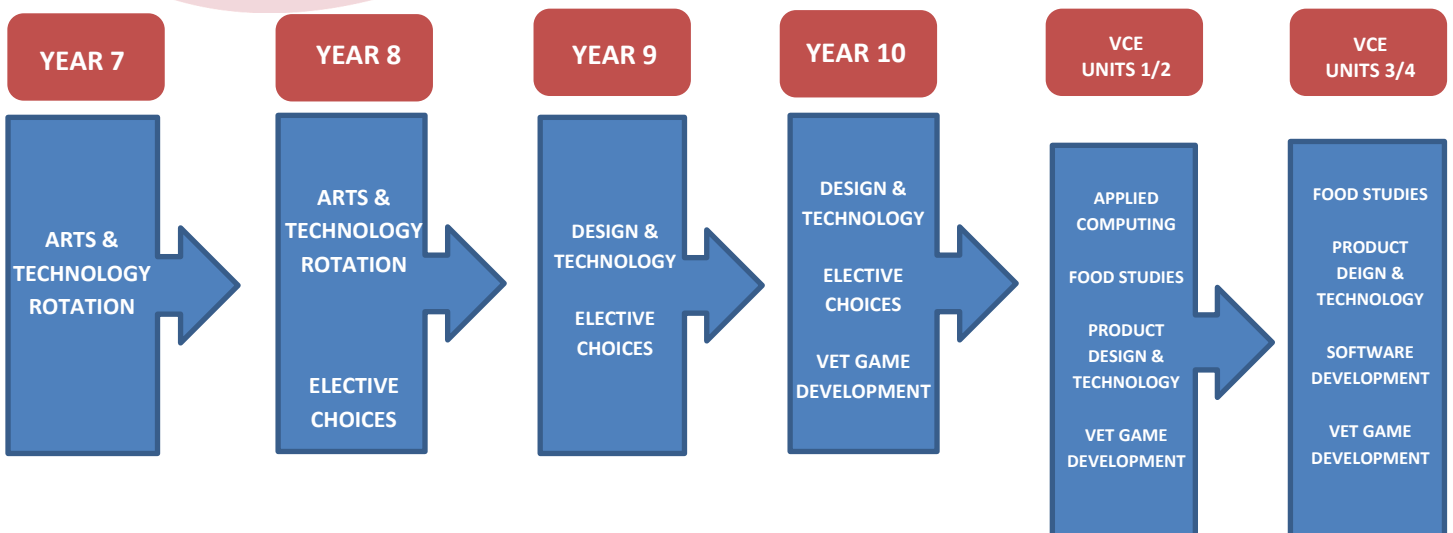 YEAR 7
ARTS &
TECHNOLOGY
ROTATION
YEAR 8
ARTS &
TECHNOLOGY
ROTATION
ELECTIVE
CHOICES
YEAR 9
DESIGN &
TECHNOLOGY
ELECTIVE
CHOICES
YEAR 10
DESIGN &
TECHNOLOGY
ELECTIVE
CHOICES
VET GAME
DEVELOPMENT
VCE
UNITS 1/2
APPLIED
COMPUTING
FOOD STUDIES
PRODUCT
DESIGN &
TECHNOLOGY
VET GAME
DEVELOPMENT
VCE
UNITS 3/4
FOOD STUDIES
PRODUCT
DEIGN &
TECHNOLOGY
SOFTWARE
DEVELOPMENT
VET GAME
DEVELOPMENT